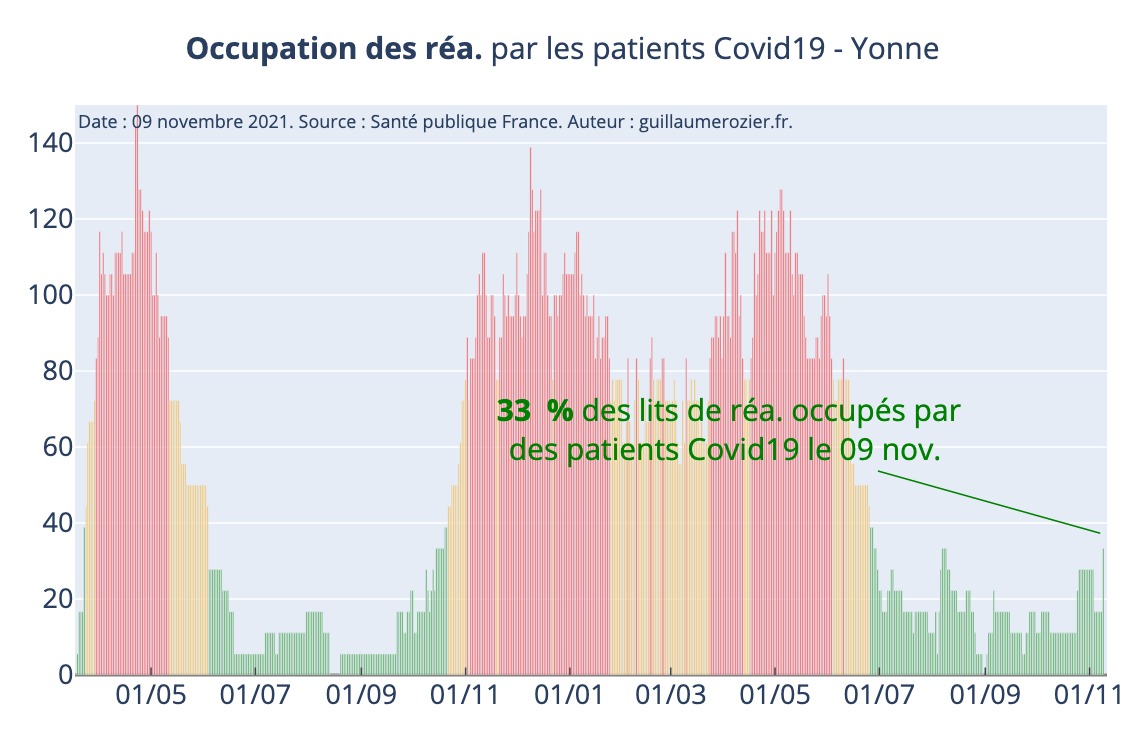 Occupation des réa. par les patients Covid19 - Yonne
Date : 09 novembre 2021. Source : Santé publique France. Auteur : guillaumerozier.fr.
140
120
100
80
33 % des lits de réa. occupés par
des patients Covid19 le 09 nov.
60
40
20
0
01/05 01/07 01/09 01/11 01/01 01/03 01/05 01/07 01/09 01/11